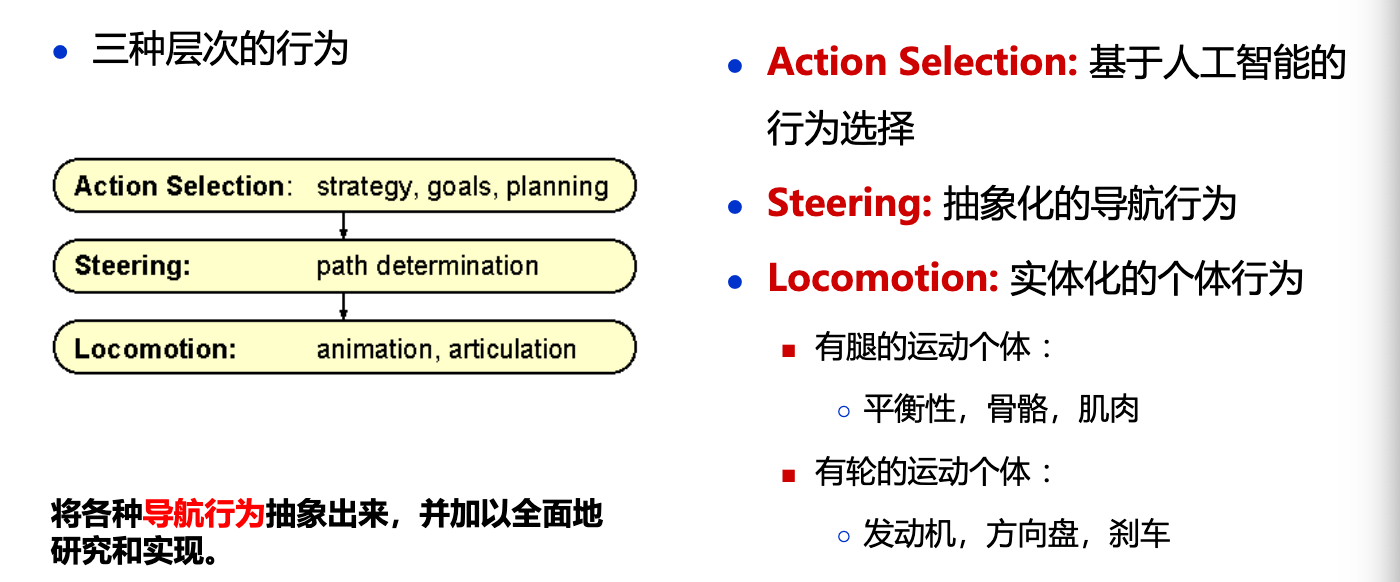 三种层次的行为
Action Selection: strategy, goals, planning
Steering: path determination
Locomotion: animation, articulation
将各种导航行为抽象出来，并加以全面地
研究和实现。
Action Selection: 基于人工智能的
行为选择
Steering: 抽象化的导航行为
Locomotion: 实体化的个体行为
有腿的运动个体：
平衡性，骨骼，肌肉
有轮的运动个体：
发动机，方向盘，刹车